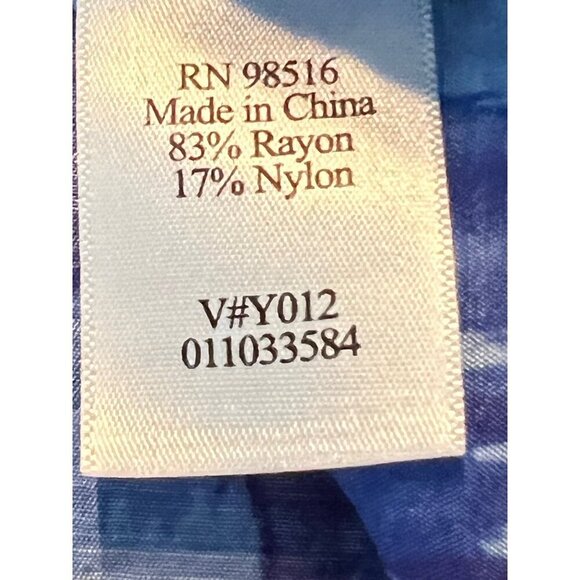 RN 98516
Made in China
83% Rayon
17% Nylon
V#Y012
011033584